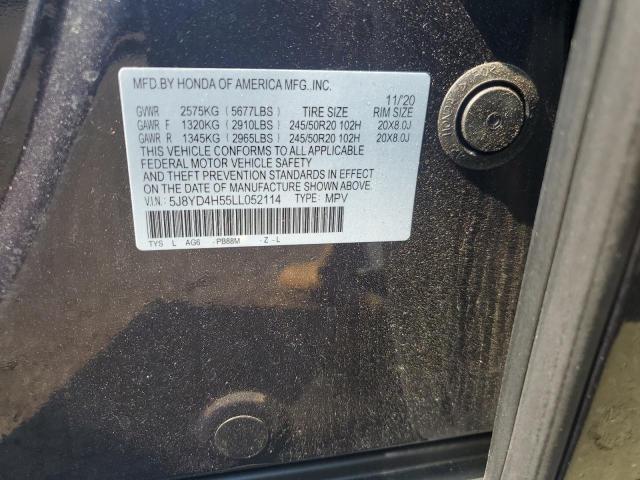 MFD.BY HONDA OF AMERICA MFG.,INC. 11/'20
GVWR 2575KG (5677LBS) TIRE SIZE RIM SIZE
GAWR F 1320KG (2910LBS) 245/50R20 102H 20X8.0J
GAWR R 1345KG (2965LBS) 245/50R20 102H 20X8.0J
THIS VEHICLE CONFORMS TO ALL APPLICABLE
FEDERAL MOTOR VEHICLE SAFETY
AND THEFT PREVENTION STANDARDS IN EFFECT
ON THE DATE OF MANUFACTURE SHOWN ABOVE.
V.I.N.: 5J8YD4H55LL052114 TYPE: MPV
TYS L AG6 -PB88M -Z -L